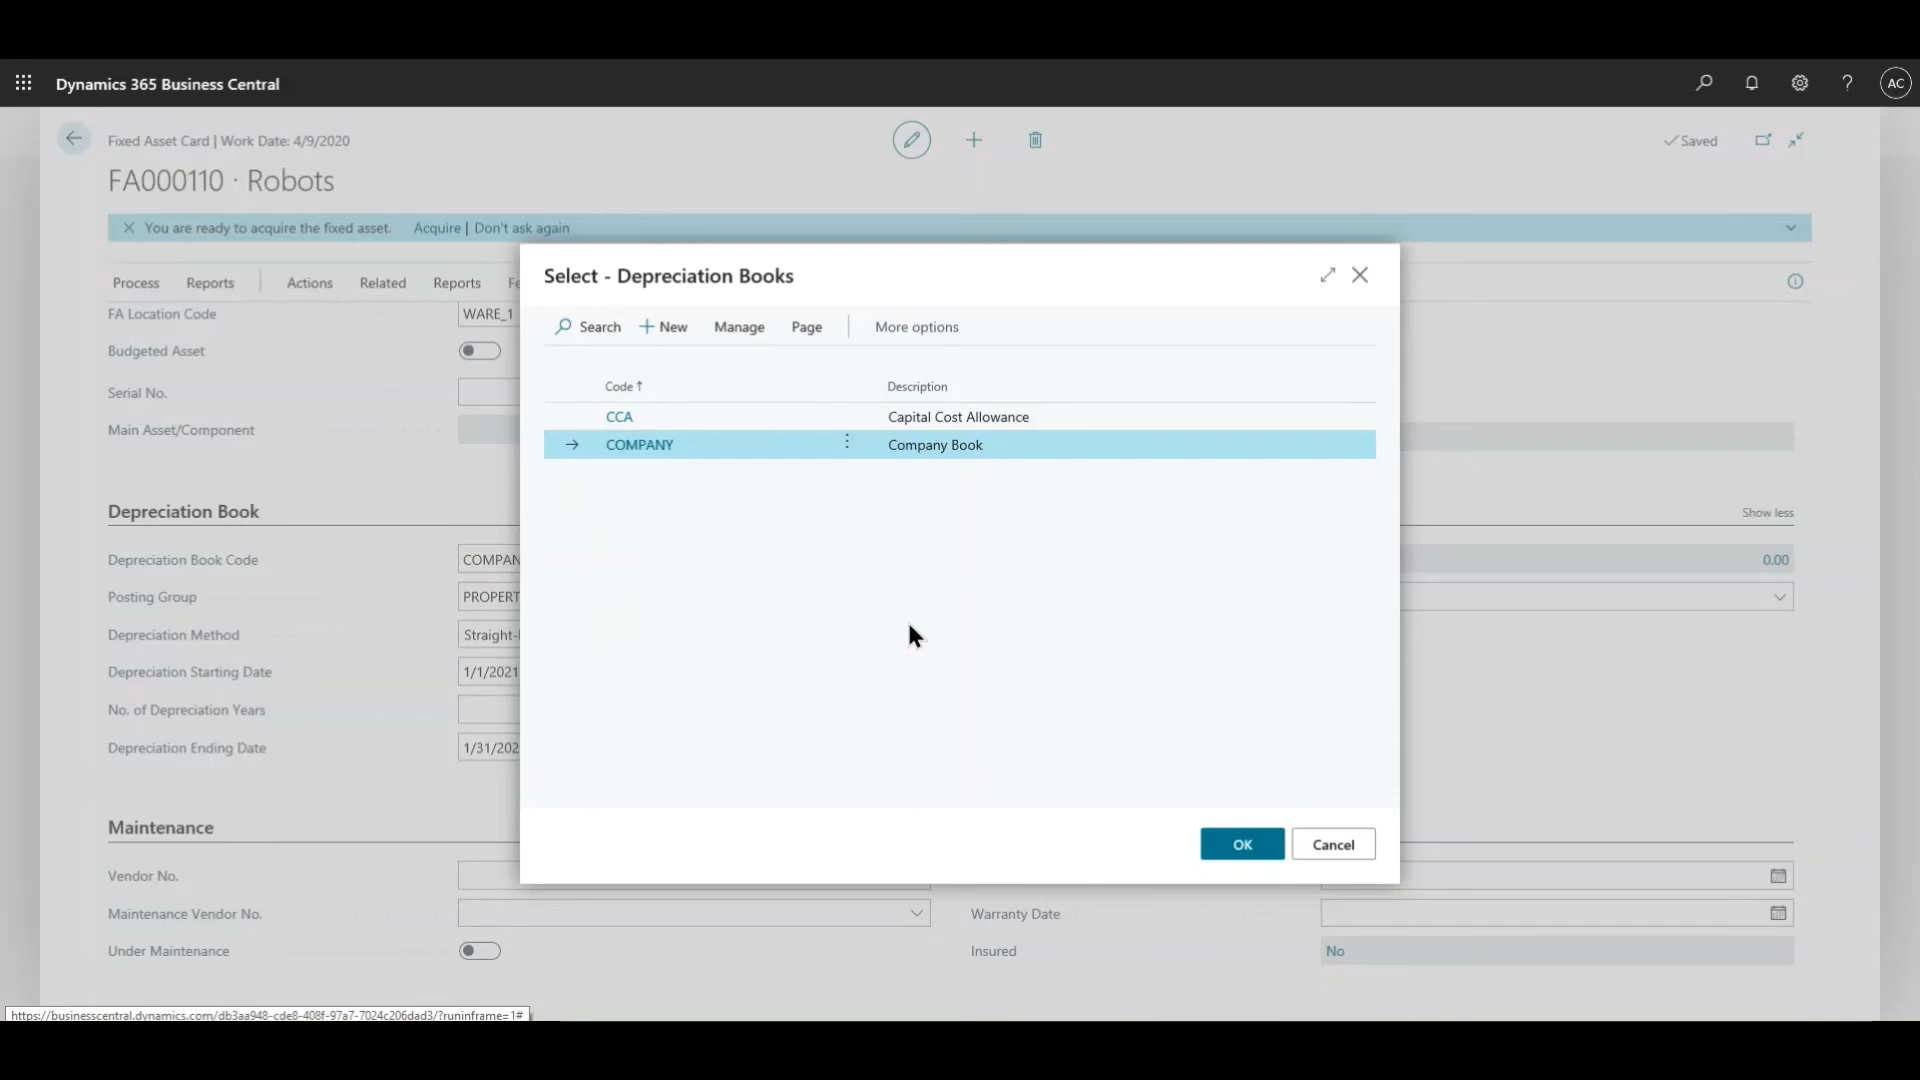 Dynamics 365 Business Central
AC
Fixed Asset Card | Work Date: 4/9/2020
Saved
FA000110 · Robots
You are ready to acquire the fixed asset. Acquire | Don't ask again
Process Reports Actions Related Reports
FA Location Code WARE_1
Budgeted Asset
Serial No.
Main Asset/Component
Depreciation Book
Show less
Depreciation Book Code COMPAN
0.00
Posting Group PROPERT
Depreciation Method Straight-
Depreciation Starting Date 1/1/2021
No. of Depreciation Years
Depreciation Ending Date 1/31/202
Maintenance
Vendor No.
Maintenance Vendor No.
Warranty Date
Under Maintenance
Insured No
Select - Depreciation Books
Search New Manage Page More options
Code ↑ Description
CCA Capital Cost Allowance
COMPANY Company Book
OK Cancel
https://businesscentral.dynamics.com/db3aa948-cde8-408f-97a7-7024c206dad3/?runinframe=1#